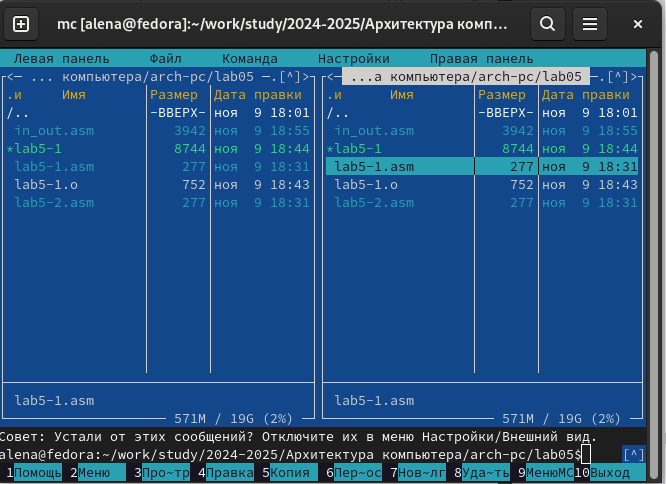 mc [alena@fedora]:~/work/study/2024-2025/Архитектура комп...
Левая панель Файл Команда Настройки Правая панель
<─ ... компьютера/arch-pc/lab05 ─.[^]> <─ ...а компьютера/arch-pc/lab05 ─.[^]>
.и Имя Размер Дата правки .и Имя Размер Дата правки
/.. -ВВЕРХ- ноя 9 18:01 /.. -ВВЕРХ- ноя 9 18:01
in_out.asm 3942 ноя 9 18:55 in_out.asm 3942 ноя 9 18:55
*lab5-1 8744 ноя 9 18:44 *lab5-1 8744 ноя 9 18:44
lab5-1.asm 277 ноя 9 18:31 lab5-1.asm 277 ноя 9 18:31
lab5-1.o 752 ноя 9 18:43 lab5-1.o 752 ноя 9 18:43
lab5-2.asm 277 ноя 9 18:31 lab5-2.asm 277 ноя 9 18:31
lab5-1.asm lab5-1.asm
571M / 19G (2%) 571M / 19G (2%)
Совет: Устали от этих сообщений? Отключите их в меню Настройки/Внешний вид.
alena@fedora:~/work/study/2024-2025/Архитектура компьютера/arch-pc/lab05$ [^]
1Помощь 2Меню 3Про~тр 4Правка 5Копия 6Пер~ос 7Нов~лг 8Уда~ть 9МенюMC 10Выход